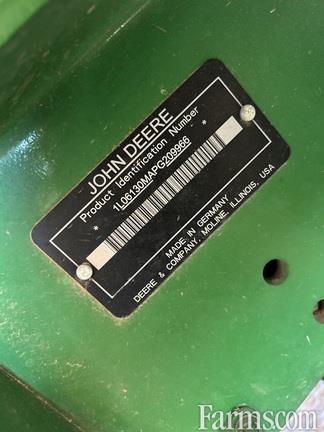 JOHN DEERE
Product Identification Number
* 1L06130MAPG209966 *
MADE IN GERMANY
DEERE & COMPANY, MOLINE, ILLINOIS, USA
Farms.com